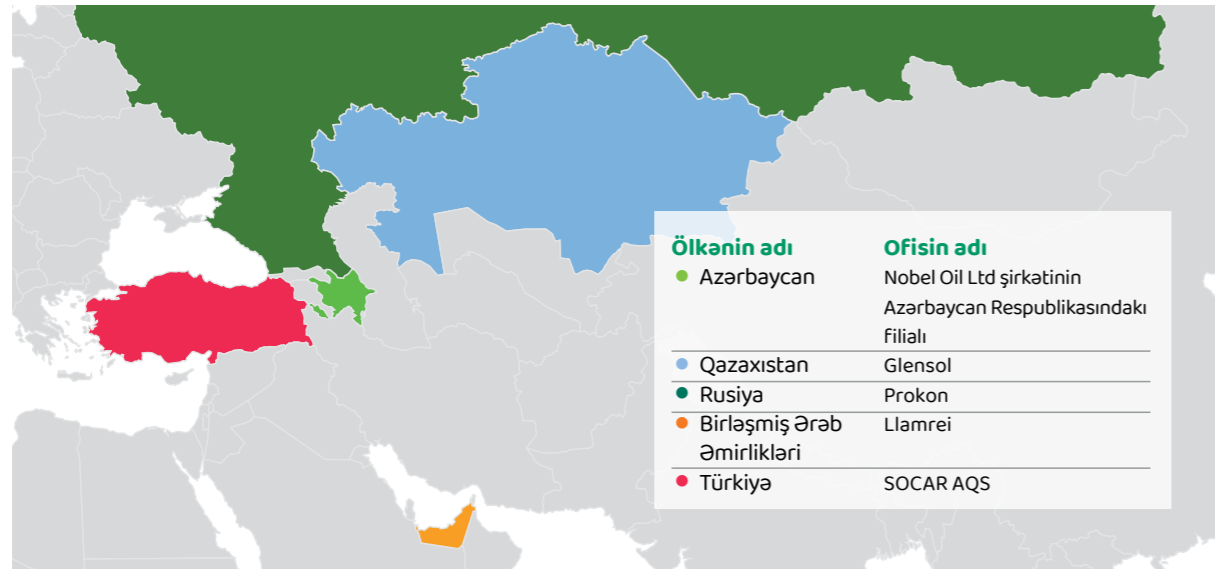 Ölkənin adı Ofisin adı
Azərbaycan Nobel Oil Ltd şirkətinin
Azərbaycan Respublikasındakı
filialı
Qazaxıstan Glensol
Rusiya Prokon
Birləşmiş Ərəb Llamrei
Əmirlikləri
Türkiyə SOCAR AQS